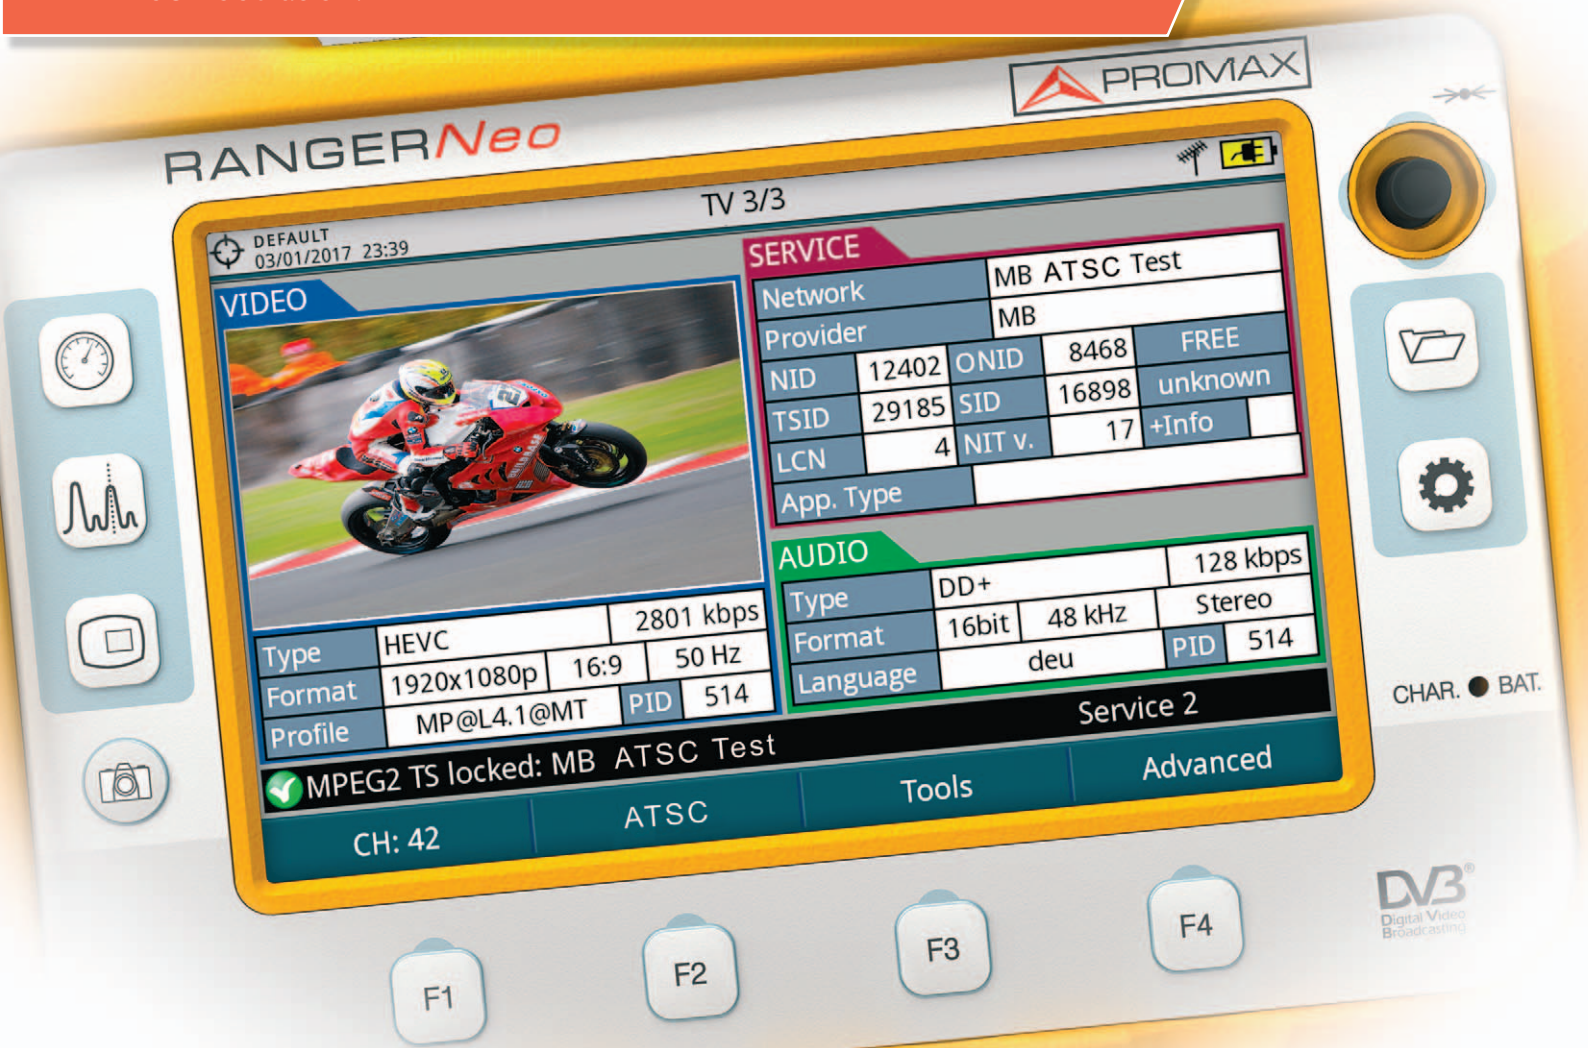 PROMAX
RANGERNeo
TV 3/3
DEFAULT
03/01/2017 23:39
VIDEO
Type HEVC 2801 kbps
Format 1920x1080p 16:9 50 Hz
Profile MP@L4.1@MT PID 514
SERVICE
Network MB ATSC Test
Provider MB
NID 12402 ONID 8468 FREE
TSID 29185 SID 16898 unknown
LCN 4 NIT v. 17 +Info
App. Type
AUDIO
Type DD+ 128 kbps
Format 16bit 48 kHz Stereo
Language deu PID 514
MPEG2 TS locked: MB ATSC Test Service 2
CH: 42 ATSC Tools Advanced
CHAR. BAT.
DVB®
Digital Video
Broadcasting
F1 F2 F3 F4